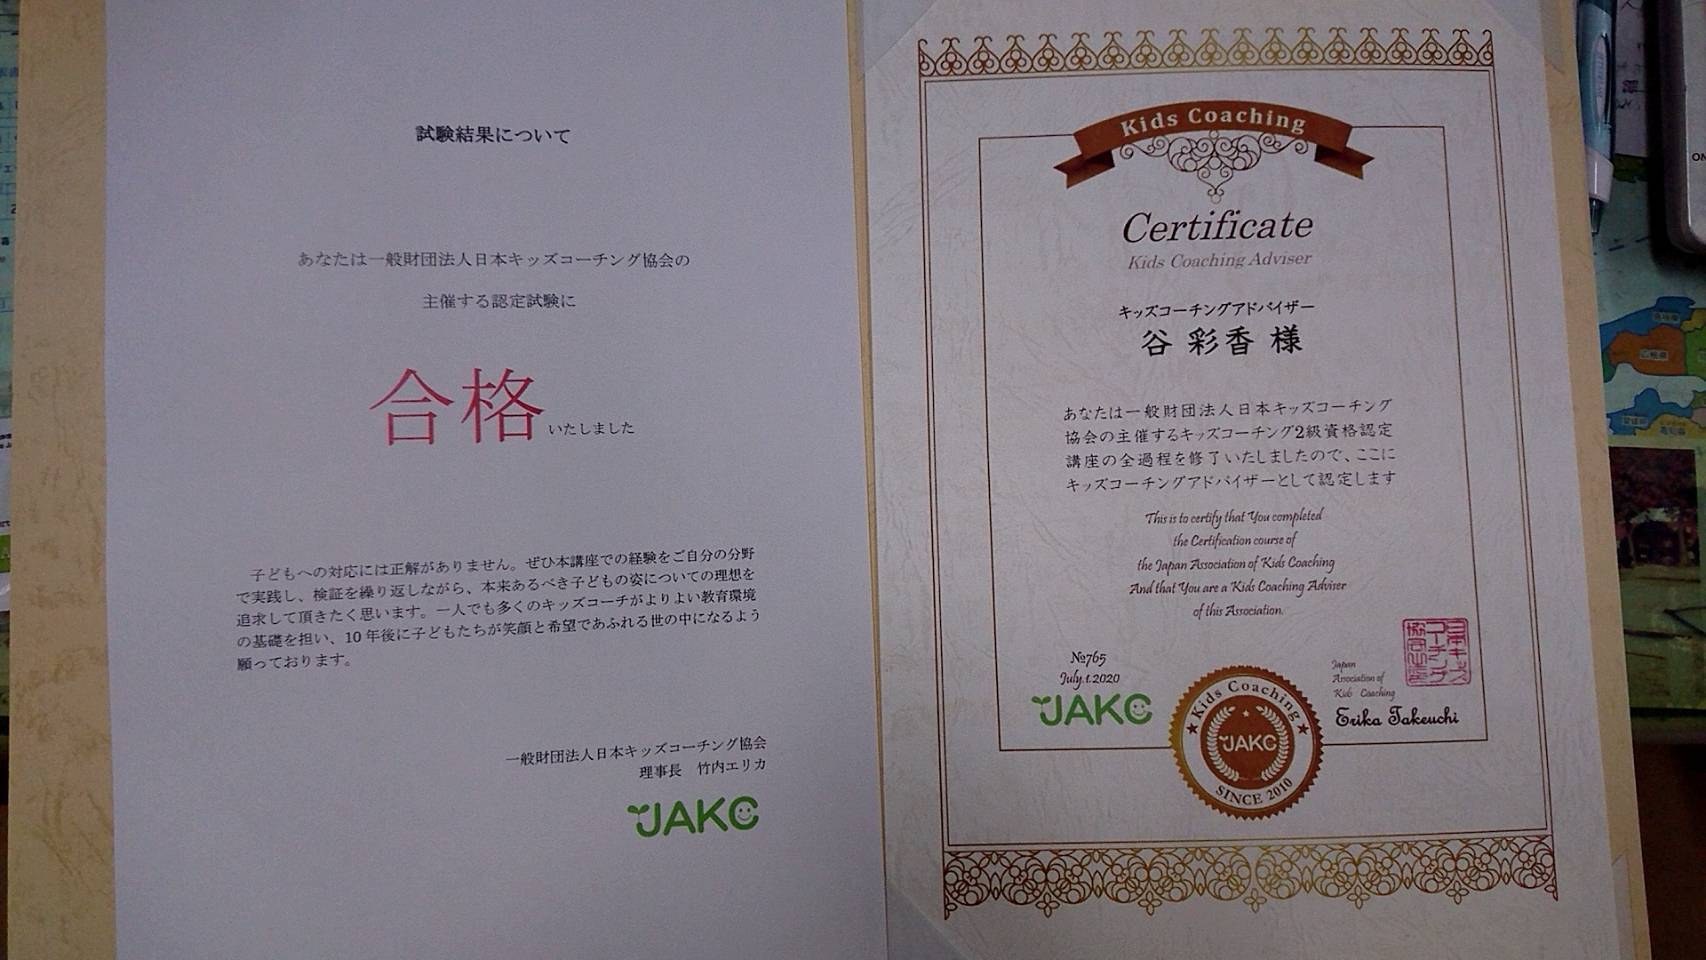 試験結果について
あなたは一般財団法人日本キッズコーチング協会の
主催する認定試験に
合格いたしました
子どもへの対応には正解がありません。ぜひ本講座での経験をご自分の分野
で実践し、検証を繰り返しながら、本来あるべき子どもの姿についての理想を
追求して頂きたく思います。一人でも多くのキッズコーチがよりよい教育環境
の基礎を担い、10年後に子どもたちが笑顔と希望であふれる世の中になるよう
願っております。
一般財団法人日本キッズコーチング協会
理事長 竹内エリカ
JAKC
Kids Coaching
Certificate
Kids Coaching Adviser
キッズコーチングアドバイザー
谷 彩香 様
あなたは一般財団法人日本キッズコーチング
協会の主催するキッズコーチング2級資格認定
講座の全過程を修了いたしましたので、ここに
キッズコーチングアドバイザーとして認定します
This is to certify that You completed
the Certification course of
the Japan Association of Kids Coaching
And that You are a Kids Coaching Adviser
of this Association.
№765
July.1.2020
JAKC
Kids Coaching
JAKC
SINCE 2010
Japan
Association of
Kids Coaching
Erika Takeuchi
広島県
ON